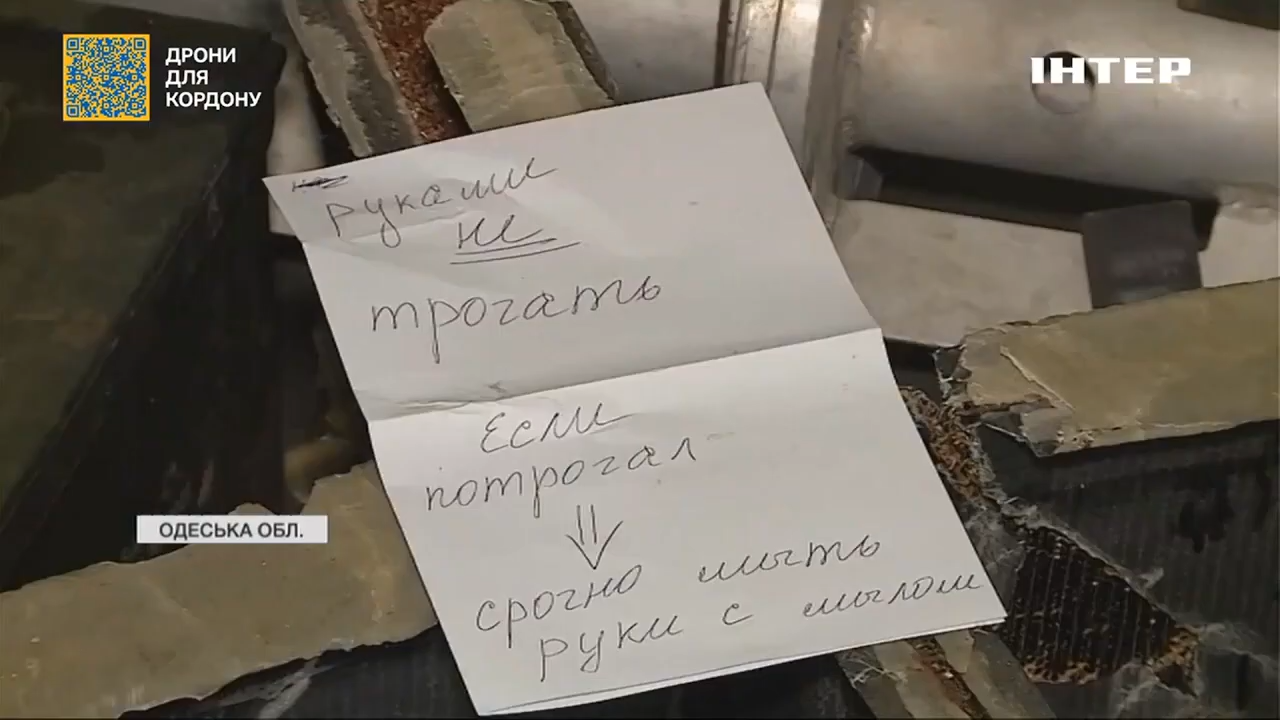 ДРОНИ
ДЛЯ
КОРДОНУ
ІНТЕР
руками
не
трогать
Если
потрогал
срочно мыть
руки с мылом
ОДЕСЬКА ОБЛ.